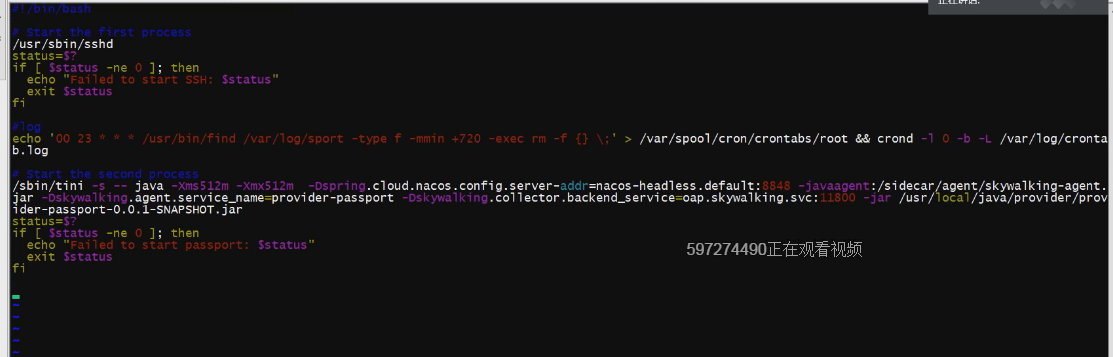 正在讲话:
#!/bin/bash
# Start the first process
/usr/sbin/sshd
status=$?
if [ $status -ne 0 ]; then
  echo "Failed to start SSH: $status"
  exit $status
fi
#log
echo '00 23 * * * /usr/bin/find /var/log/sport -type f -mmin +720 -exec rm -f {} \;' > /var/spool/cron/crontabs/root && crond -l 0 -b -L /var/log/cronta
b.log
# Start the second process
/sbin/tini -s -- java -Xms512m -Xmx512m  -Dspring.cloud.nacos.config.server-addr=nacos-headless.default:8848 -javaagent:/sidecar/agent/skywalking-agent.
jar -Dskywalking.agent.service_name=provider-passport -Dskywalking.collector.backend_service=oap.skywalking.svc:11800 -jar /usr/local/java/provider/prov
ider-passport-0.0.1-SNAPSHOT.jar
status=$?
if [ $status -ne 0 ]; then
  echo "Failed to start passport: $status"
  exit $status
fi
597274490正在观看视频
~
~
~
~
~